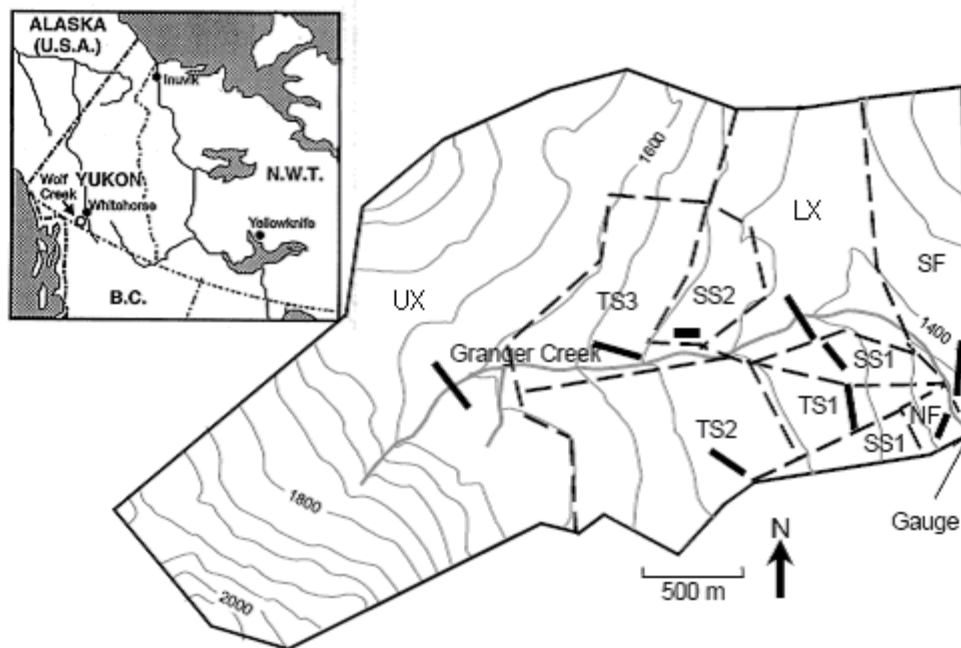 ALASKA
(U.S.A.)
Inuvik
Wolf
Creek
YUKON
Whitehorse
N.W.T.
Yellowknife
B.C.
1600
LX
SF
UX
TS3
SS2
1400
Granger Creek
SS1
TS1
NF
TS2
SS1
1800
2000
Gauge
N
500 m